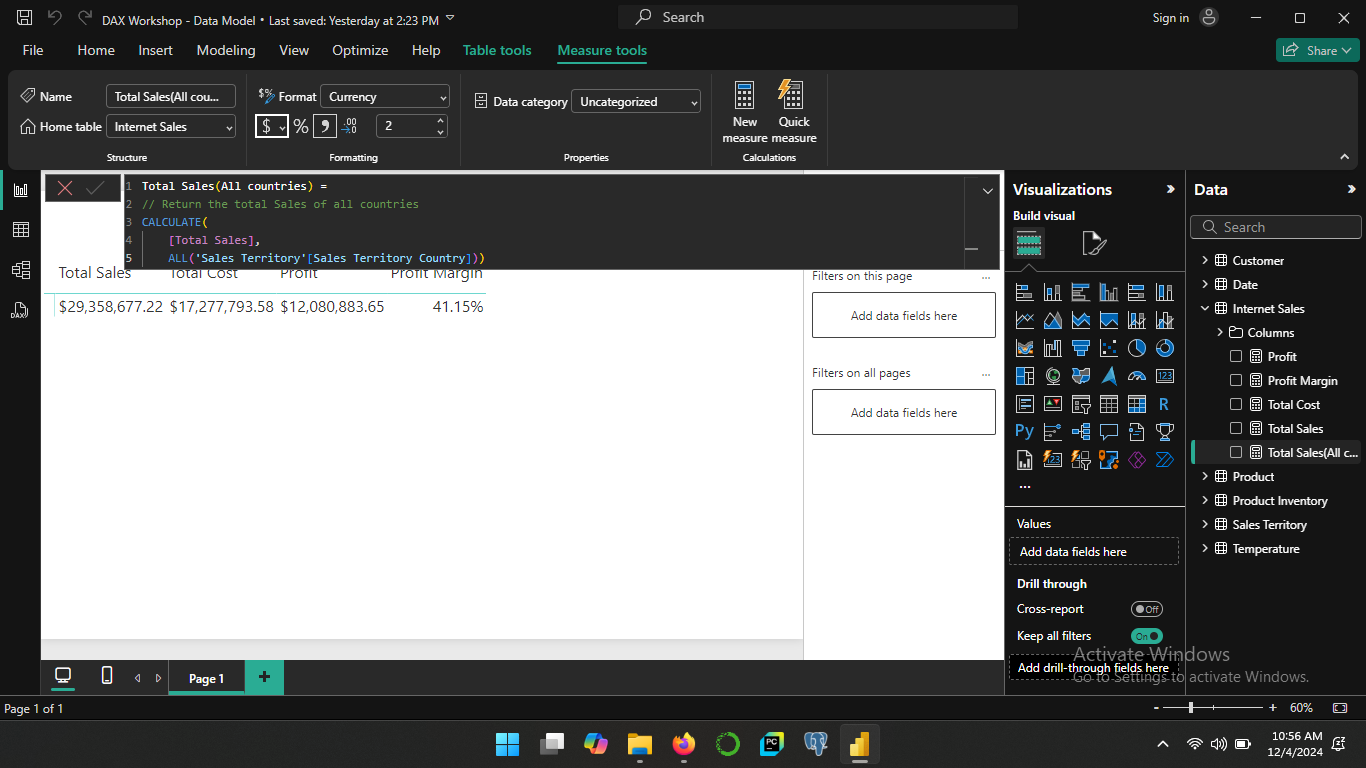 DAX Workshop - Data Model • Last saved: Yesterday at 2:23 PM
Search
Sign in
File Home Insert Modeling View Optimize Help Table tools Measure tools
Share
Name Total Sales(All cou...
Home table Internet Sales
Structure
Format Currency
$ % , .00 2
Formatting
Data category Uncategorized
Properties
New measure
Quick measure
Calculations
1 Total Sales(All countries) =
2 // Return the total Sales of all countries
3 CALCULATE(
4 [Total Sales],
5 ALL('Sales Territory'[Sales Territory Country]))
Total Sales Total Cost Profit Profit Margin
$29,358,677.22 $17,277,793.58 $12,080,883.65 41.15%
Filters on this page ...
Add data fields here
Filters on all pages ...
Add data fields here
Visualizations
Build visual
123
R
Py
123
...
Values
Add data fields here
Drill through
Cross-report Off
Keep all filters On
Add drill-through fields here
Data
Search
Customer
Date
Internet Sales
Columns
Profit
Profit Margin
Total Cost
Total Sales
Total Sales(All c...
Product
Product Inventory
Sales Territory
Temperature
Activate Windows
Go to Settings to activate Windows.
DAX
Page 1 +
Page 1 of 1
- + 60%
PC
10:56 AM
12/4/2024